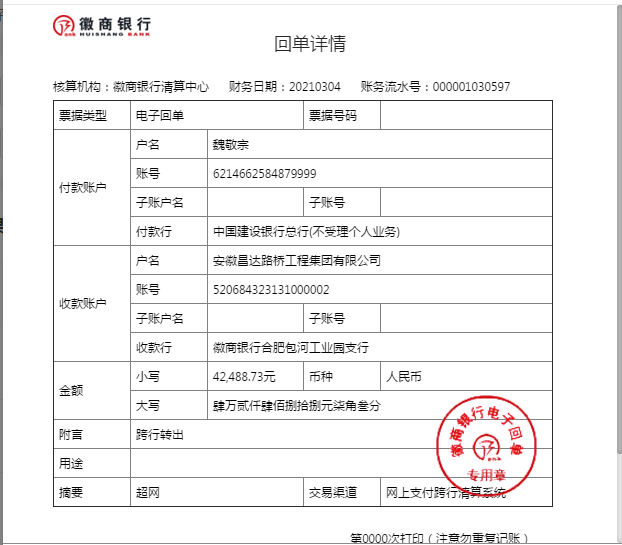 徽商银行
HUISHANG BANK
回单详情
核算机构：徽商银行清算中心 财务日期：20210304 账务流水号：000001030597
票据类型 电子回单 票据号码
付款账户
户名 魏敬宗
账号 6214662584879999
子账户名 子账号
付款行 中国建设银行总行(不受理个人业务)
收款账户
户名 安徽昌达路桥工程集团有限公司
账号 520684323131000002
子账户名 子账号
收款行 徽商银行合肥包河工业园支行
金额
小写 42,488.73元 币种 人民币
大写 肆万贰仟肆佰捌拾捌元柒角叁分
附言 跨行转出
用途
摘要 超网 交易渠道 网上支付跨行清算系统
徽商银行电子回单
专用章
第0000次打印（注意勿重复记账）